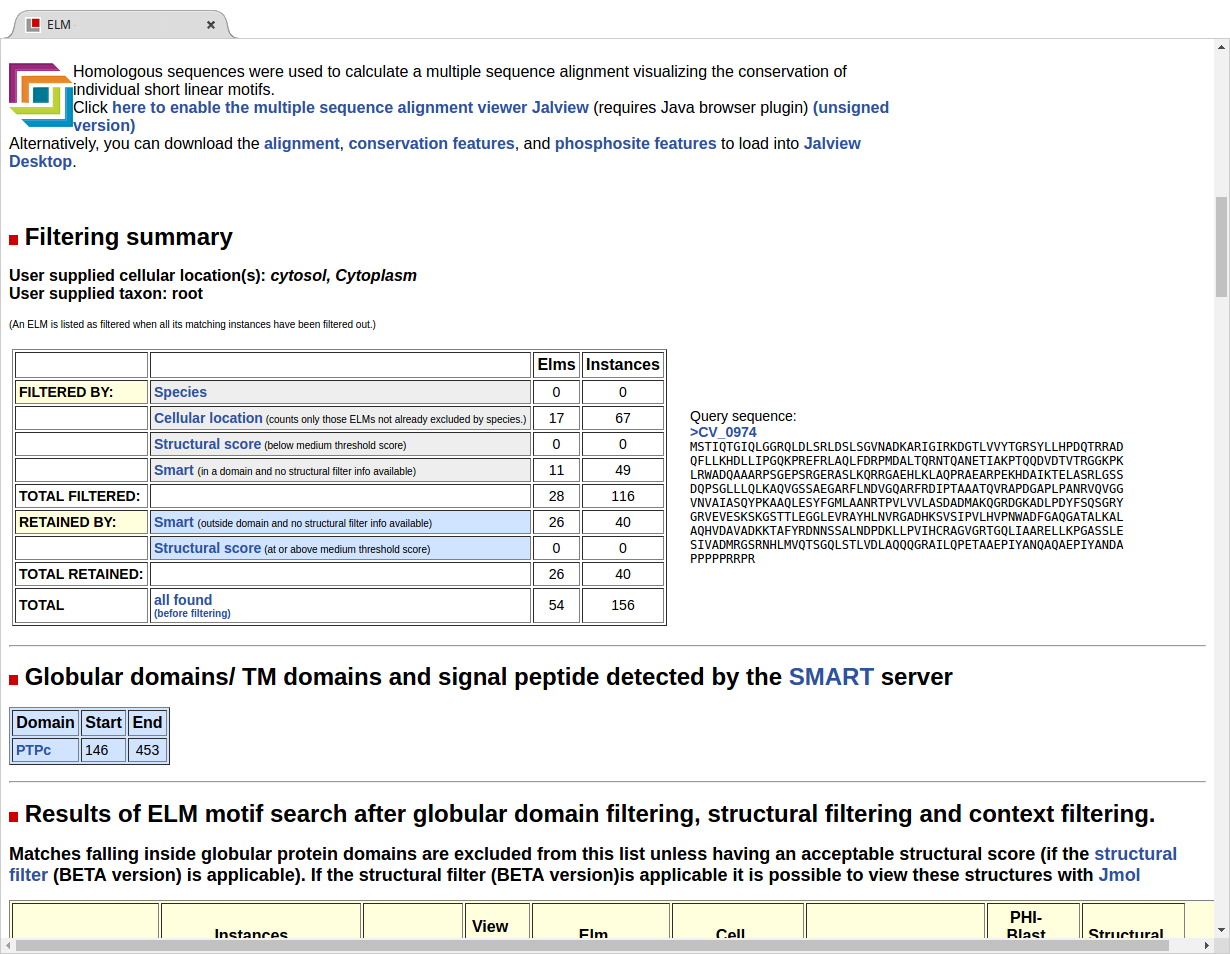 ELM
Homologous sequences were used to calculate a multiple sequence alignment visualizing the conservation of
individual short linear motifs.
Click here to enable the multiple sequence alignment viewer Jalview (requires Java browser plugin) (unsigned
version)
Alternatively, you can download the alignment, conservation features, and phosphosite features to load into Jalview
Desktop.
Filtering summary
User supplied cellular location(s): cytosol, Cytoplasm
User supplied taxon: root
(An ELM is listed as filtered when all its matching instances have been filtered out.)
Elms Instances
FILTERED BY: Species 0 0
Cellular location (counts only those ELMs not already excluded by species.) 17 67
Structural score (below medium threshold score) 0 0
Smart (in a domain and no structural filter info available) 11 49
TOTAL FILTERED: 28 116
RETAINED BY: Smart (outside domain and no structural filter info available) 26 40
Structural score (at or above medium threshold score) 0 0
TOTAL RETAINED: 26 40
TOTAL all found 54 156
(before filtering)
Query sequence:
>CV_0974
MSTIQTGIQLGGRQLDLSRLDSLSGVNADKARIGIRKDGTLVVYTGRSYLLHPDQTRRAD
QFLLKHDLLIPGQKPREFRLAQLFDRPMDALTQRNTQANETIAKPTQQDVDTVTRGGKPK
LRWADQAAARPSGEPSRGERASLKQRRGAEHLKLAQPRAEARPEKHDAIKTELASRLGSS
DQPSGLLLQLKAQVGSSAEGARFLNDVGQARFRDIPTAAATQVRAPDGAPLPANRVQVGG
VNVAIASQYPKAAQLESYFGMLAANRTPVLVVLASDADMAKQGRDGKADLPDYFSQSGRY
GRVEVESKSKGSTTLEGGLEVRAYHLNVRGADHKSVSIPVLHVPNWADFGAQGATALKAL
AQHVDAVADKKTAFYRDNNSSALNDPDKLLPVIHCRAGVGRTGQLIAARELLKPGASSLE
SIVADMRGSRNHLMVQTSGQLSTLVDLAQQQGRAILQPETAAEPIYANQAQAEPIYANDA
PPPPPRRPR
Globular domains/ TM domains and signal peptide detected by the SMART server
Domain Start End
PTPc 146 453
Results of ELM motif search after globular domain filtering, structural filtering and context filtering.
Matches falling inside globular protein domains are excluded from this list unless having an acceptable structural score (if the structural
filter (BETA version) is applicable). If the structural filter (BETA version)is applicable it is possible to view these structures with Jmol
PHI-
View
Instances Elm Cell Blast Structural